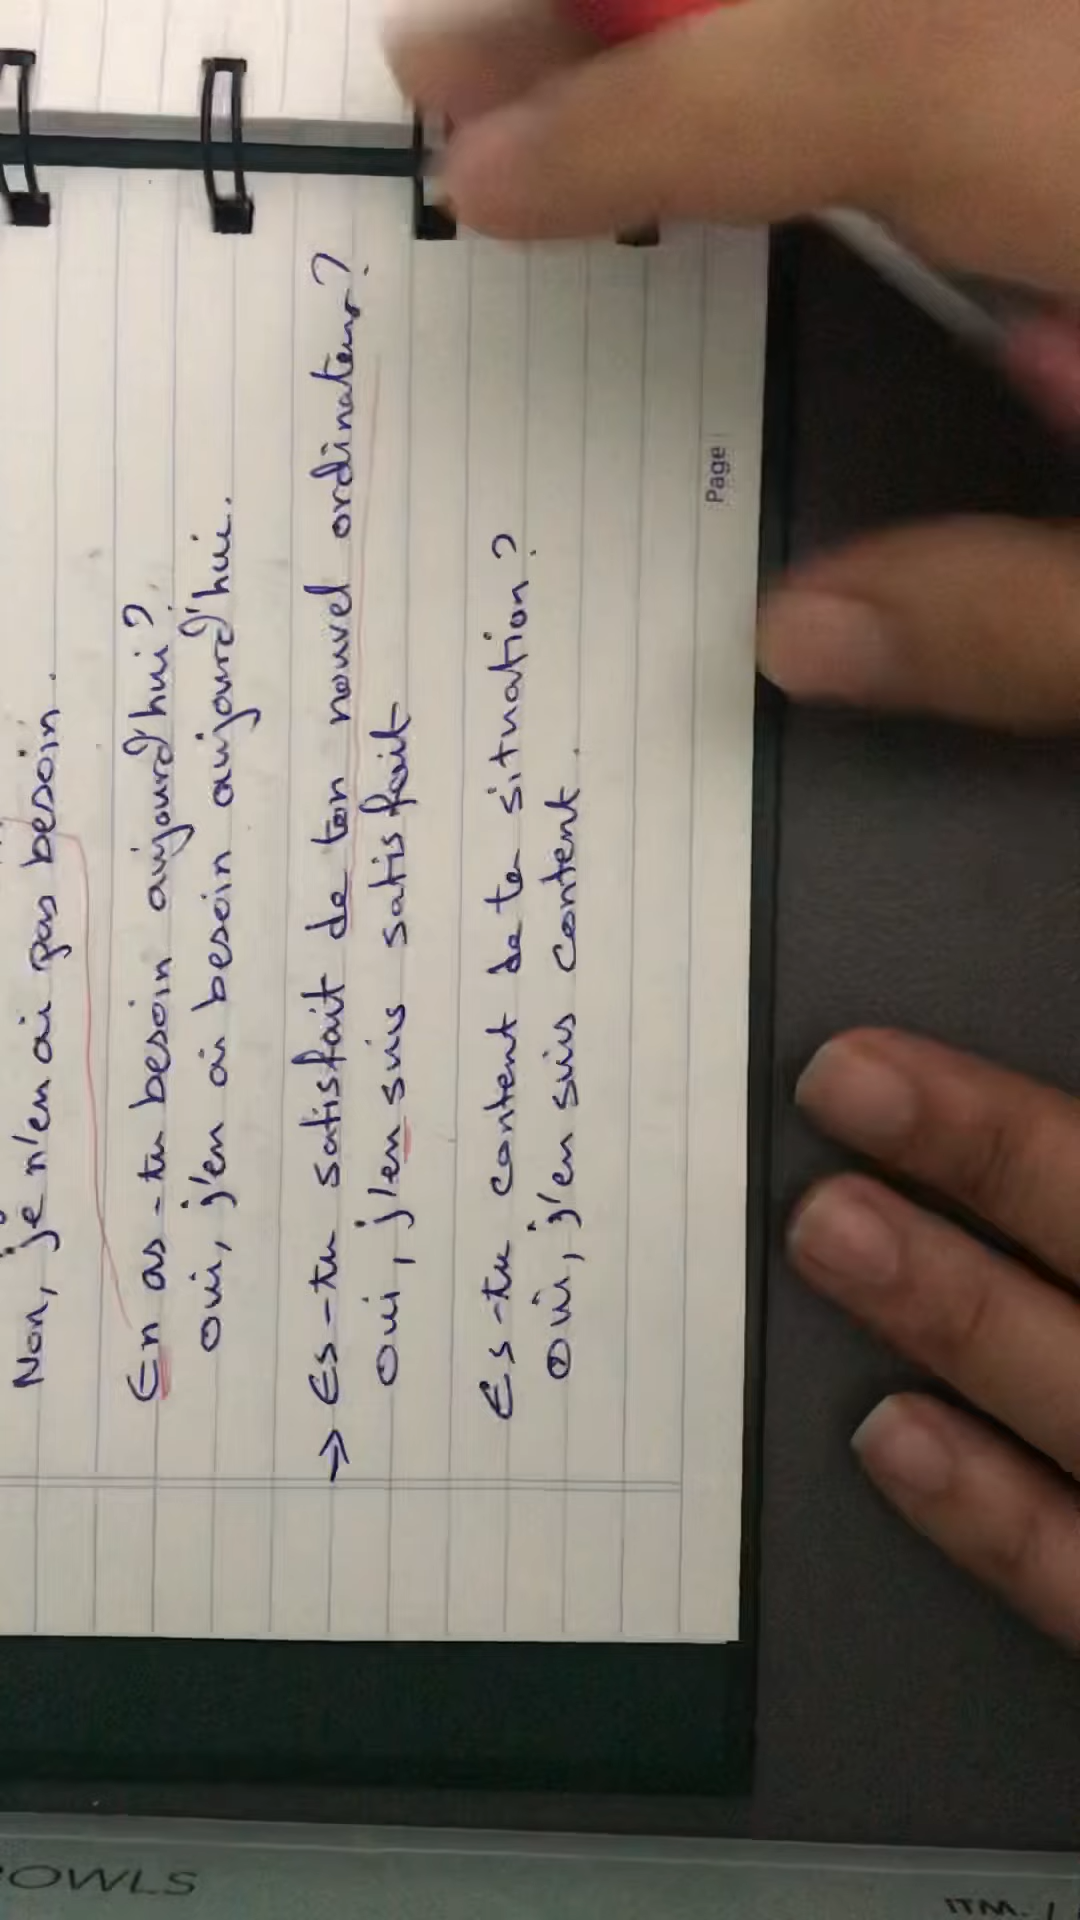 Non, je n'en ai pas besoin.
En as-tu besoin aujourd'hui ?
oui, j'en ai besoin aujourd'hui.
→ Es-tu satisfait de ton nouvel ordinateur ?
oui, j'en suis satisfait
Es-tu content de ta situation ?
Oui, j'en suis content.
Page
OWLS
ITM.